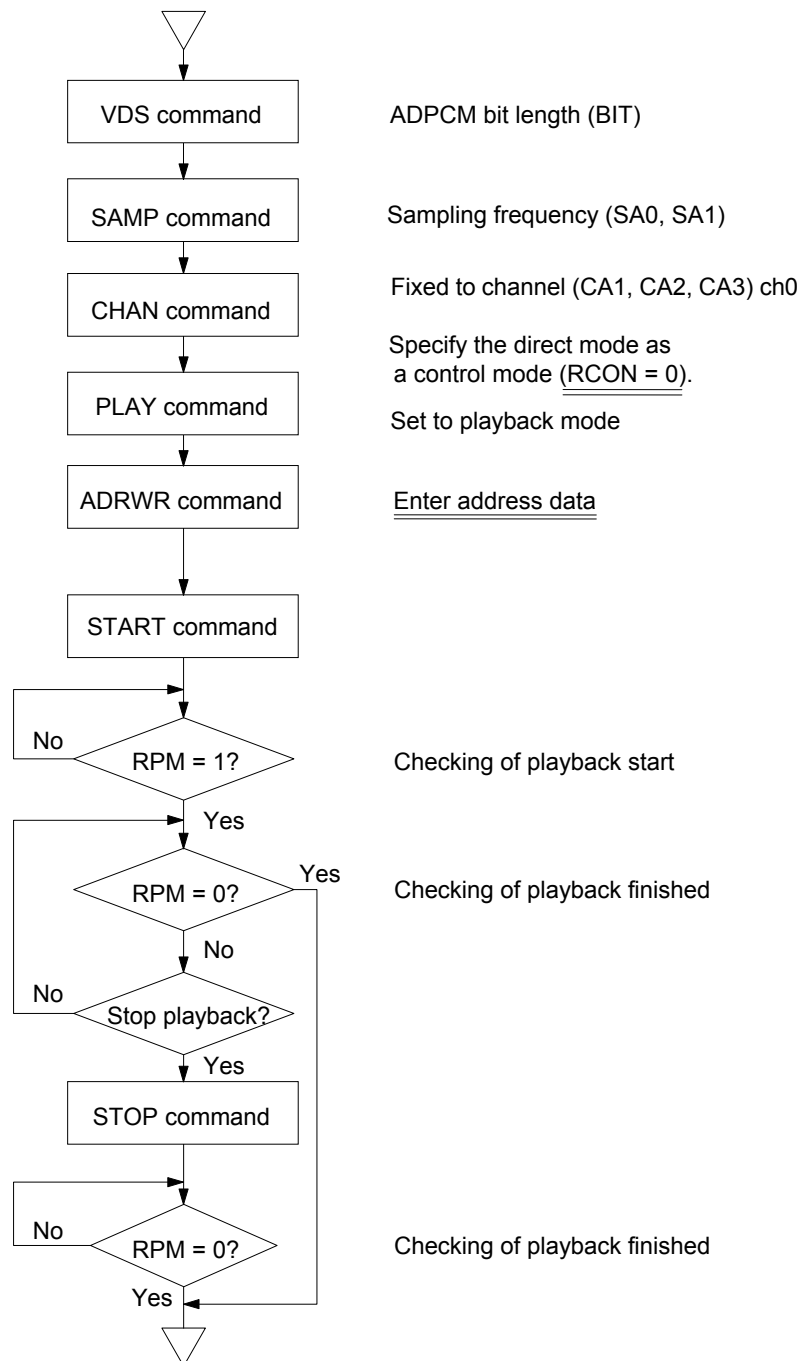 VDS command
ADPCM bit length (BIT)
SAMP command
Sampling frequency (SA0, SA1)
CHAN command
Fixed to channel (CA1, CA2, CA3) ch0
Specify the direct mode as
a control mode (RCON = 0).
PLAY command
Set to playback mode
ADRWR command
Enter address data
START command
No
RPM = 1?
Checking of playback start
Yes
RPM = 0?
Yes
Checking of playback finished
No
No
Stop playback?
Yes
STOP command
No
RPM = 0?
Checking of playback finished
Yes